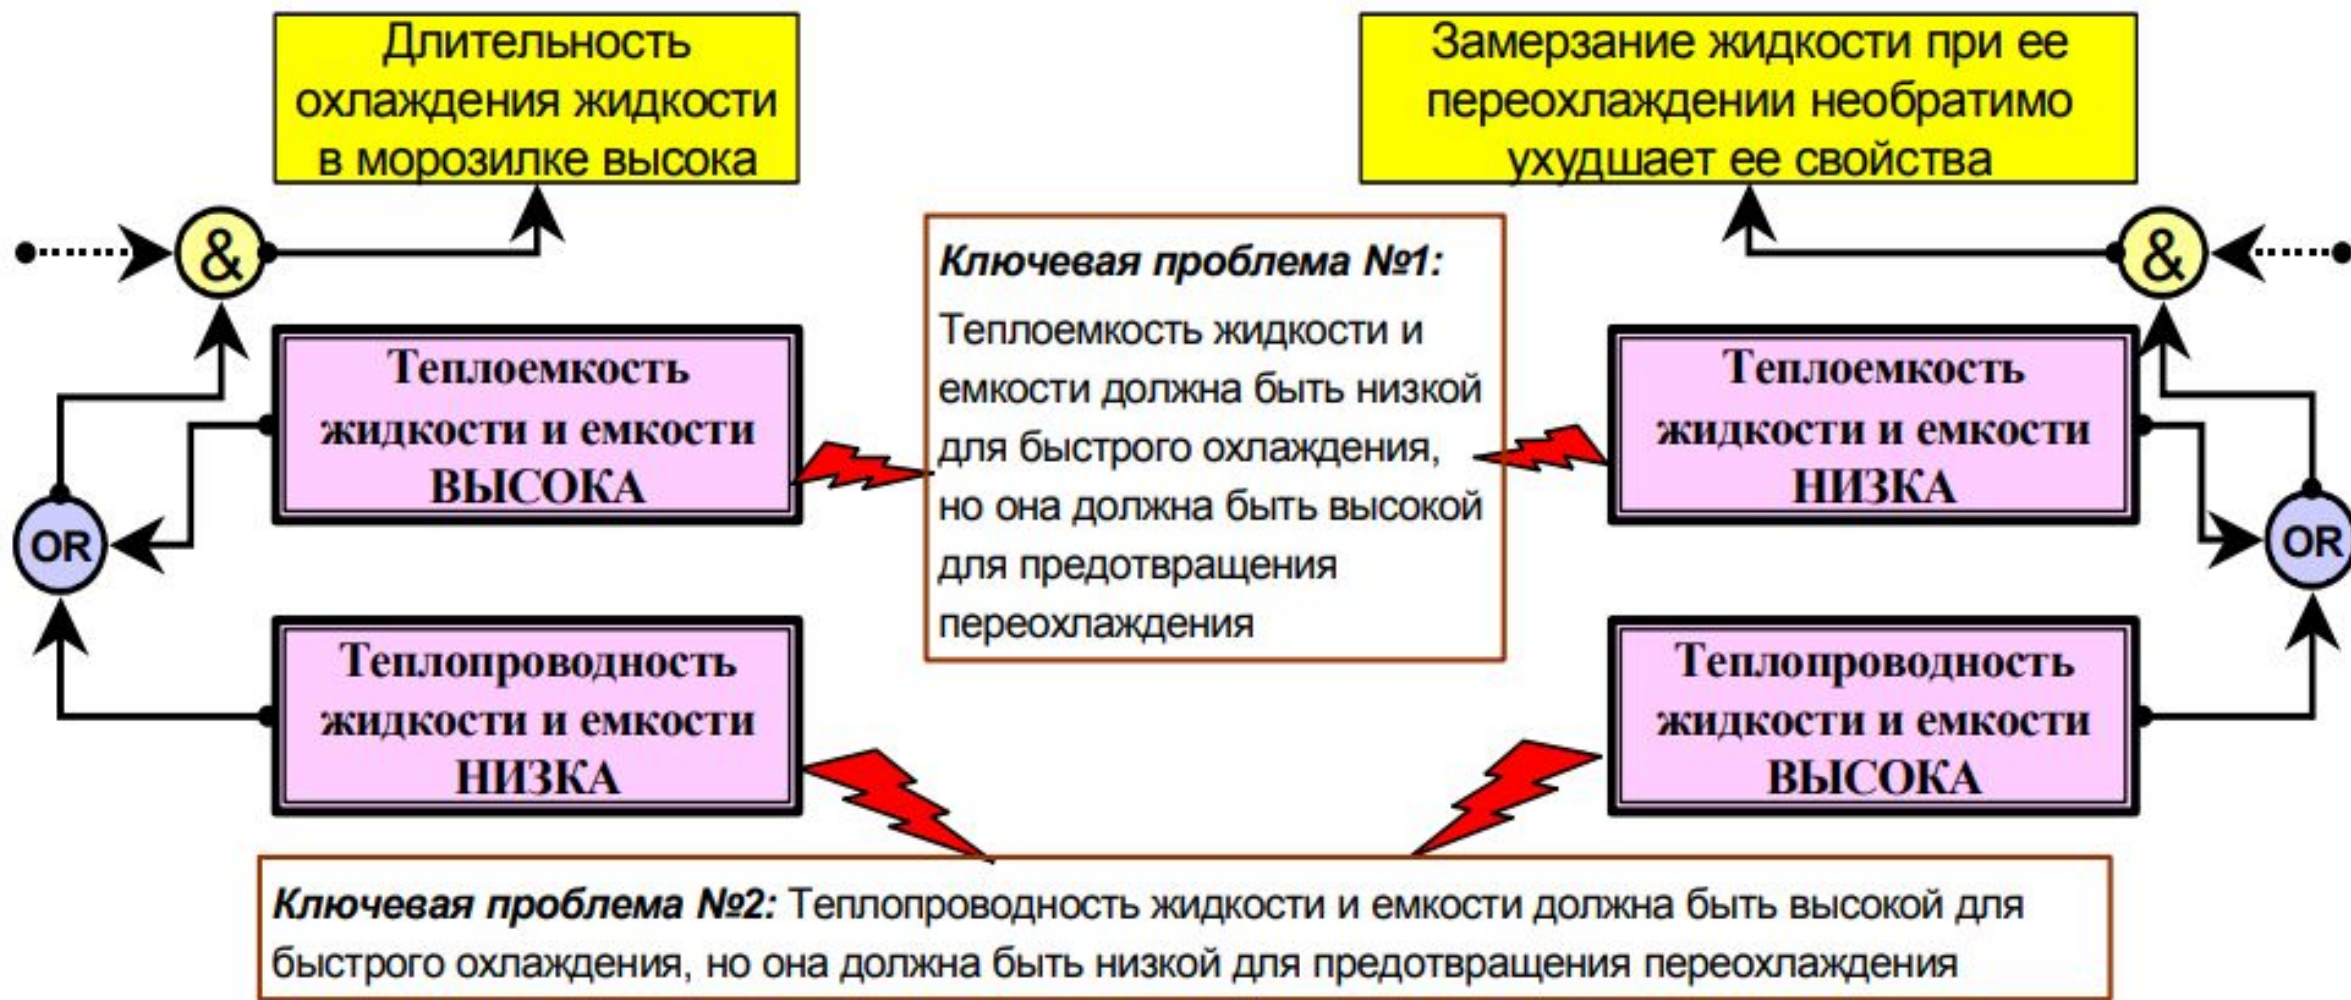 Длительность
охлаждения жидкости
в морозилке высока
Замерзание жидкости при ее
переохлаждении необратимо
ухудшает ее свойства
&
&
Ключевая проблема №1:
Теплоемкость жидкости и
емкости должна быть низкой
для быстрого охлаждения,
но она должна быть высокой
для предотвращения
переохлаждения
Теплоемкость
жидкости и емкости
ВЫСОКА
Теплоемкость
жидкости и емкости
НИЗКА
OR
OR
Теплопроводность
жидкости и емкости
НИЗКА
Теплопроводность
жидкости и емкости
ВЫСОКА
Ключевая проблема №2: Теплопроводность жидкости и емкости должна быть высокой для
быстрого охлаждения, но она должна быть низкой для предотвращения переохлаждения